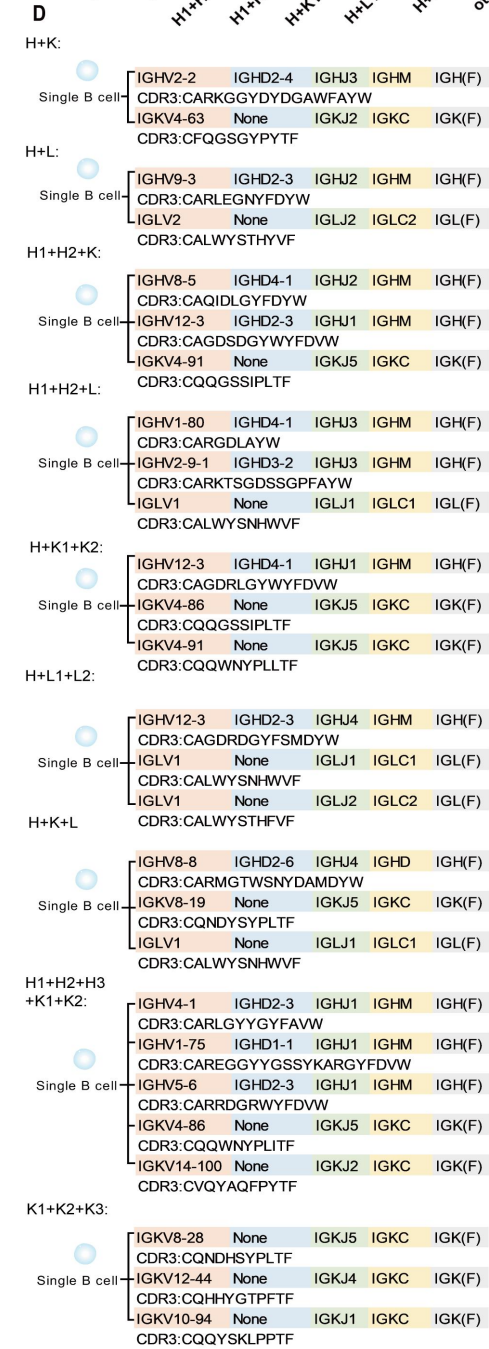 D
H+K:
IGHV2-2 IGHD2-4 IGHJ3 IGHM IGH(F)
Single B cell
CDR3:CARKGGYDYDGAWFAYW
IGKV4-63 None IGKJ2 IGKC IGK(F)
CDR3:CFQGSGYPYTF
H+L:
IGHV9-3 IGHD2-3 IGHJ2 IGHM IGH(F)
Single B cell
CDR3:CARLEGNYFDYW
IGLV2 None IGLJ2 IGLC2 IGL(F)
CDR3:CALWYSTHYVF
H1+H2+K:
IGHV8-5 IGHD4-1 IGHJ2 IGHM IGH(F)
CDR3:CAQIDLGYFDYW
Single B cell
IGHV12-3 IGHD2-3 IGHJ1 IGHM IGH(F)
CDR3:CAGDSDGYWYFDVW
IGKV4-91 None IGKJ5 IGKC IGK(F)
CDR3:CQQGSSIPLTF
H1+H2+L:
IGHV1-80 IGHD4-1 IGHJ3 IGHM IGH(F)
CDR3:CARGDLAYW
Single B cell
IGHV2-9-1 IGHD3-2 IGHJ3 IGHM IGH(F)
CDR3:CARKTSGDSSGPFAYW
IGLV1 None IGLJ1 IGLC1 IGL(F)
CDR3:CALWYSNHWVF
H+K1+K2:
IGHV12-3 IGHD4-1 IGHJ1 IGHM IGH(F)
CDR3:CAGDRLGYWYFDVW
Single B cell
IGKV4-86 None IGKJ5 IGKC IGK(F)
CDR3:CQQGSSIPLTF
IGKV4-91 None IGKJ5 IGKC IGK(F)
CDR3:CQQWNYPLLTF
H+L1+L2:
IGHV12-3 IGHD2-3 IGHJ4 IGHM IGH(F)
CDR3:CAGDRDGYFSMDYW
Single B cell
IGLV1 None IGLJ1 IGLC1 IGL(F)
CDR3:CALWYSNHWVF
IGLV1 None IGLJ2 IGLC2 IGL(F)
CDR3:CALWYSTHFVF
H+K+L
IGHV8-8 IGHD2-6 IGHJ4 IGHD IGH(F)
CDR3:CARMGTWSNYDAMDYW
Single B cell
IGKV8-19 None IGKJ5 IGKC IGK(F)
CDR3:CQNDYSYPLTF
IGLV1 None IGLJ1 IGLC1 IGL(F)
CDR3:CALWYSNHWVF
H1+H2+H3
+K1+K2:
IGHV4-1 IGHD2-3 IGHJ1 IGHM IGH(F)
CDR3:CARLGYYGYFAVW
IGHV1-75 IGHD1-1 IGHJ1 IGHM IGH(F)
CDR3:CAREGGYYGSSYKARGYFDVW
Single B cell
IGHV5-6 IGHD2-3 IGHJ1 IGHM IGH(F)
CDR3:CARRDGRWYFDVW
IGKV4-86 None IGKJ5 IGKC IGK(F)
CDR3:CQQWNYPLITF
IGKV14-100 None IGKJ2 IGKC IGK(F)
CDR3:CVQYAQFPYTF
K1+K2+K3:
IGKV8-28 None IGKJ5 IGKC IGK(F)
CDR3:CQNDHSYPLTF
Single B cell
IGKV12-44 None IGKJ4 IGKC IGK(F)
CDR3:CQHHYGTPFTF
IGKV10-94 None IGKJ1 IGKC IGK(F)
CDR3:CQQYSKLPPTF